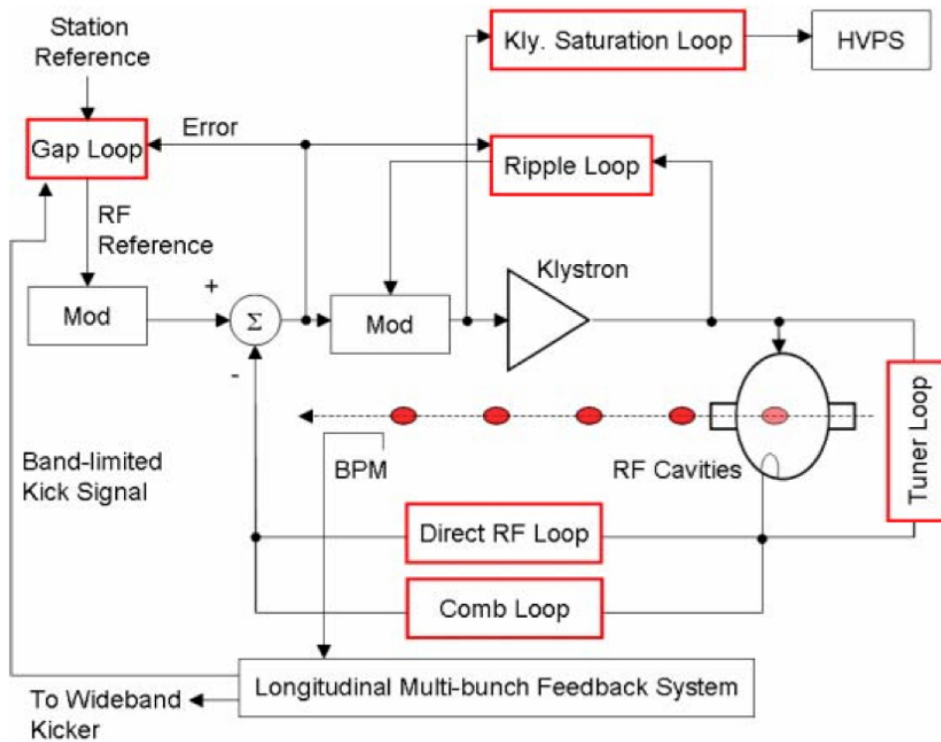 Station
Reference
Kly. Saturation Loop
HVPS
Error
Gap Loop
Ripple Loop
RF
Reference
Klystron
+
Mod
Σ
Mod
-
Tuner Loop
Band-limited
Kick Signal
BPM
RF Cavities
Direct RF Loop
Comb Loop
Longitudinal Multi-bunch Feedback System
To Wideband
Kicker